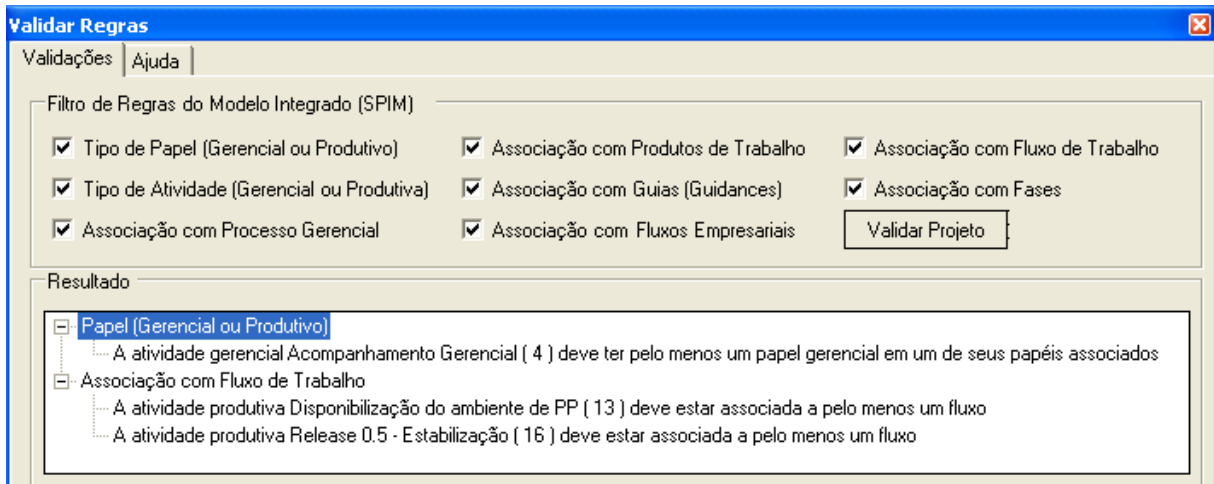 Validar Regras
Validações
Ajuda
Filtro de Regras do Modelo Integrado (SPIM)
Tipo de Papel (Gerencial ou Produtivo)
Associação com Produtos de Trabalho
Associação com Fluxo de Trabalho
Tipo de Atividade (Gerencial ou Produtiva)
Associação com Guias (Guidances)
Associação com Fases
Associação com Processo Gerencial
Associação com Fluxos Empresariais
Validar Projeto
Resultado
Papel (Gerencial ou Produtivo)
A atividade gerencial Acompanhamento Gerencial ( 4 ) deve ter pelo menos um papel gerencial em um de seus papéis associados
Associação com Fluxo de Trabalho
A atividade produtiva Disponibilização do ambiente de PP ( 13 ) deve estar associada a pelo menos um fluxo
A atividade produtiva Release 0.5 - Estabilização ( 16 ) deve estar associada a pelo menos um fluxo